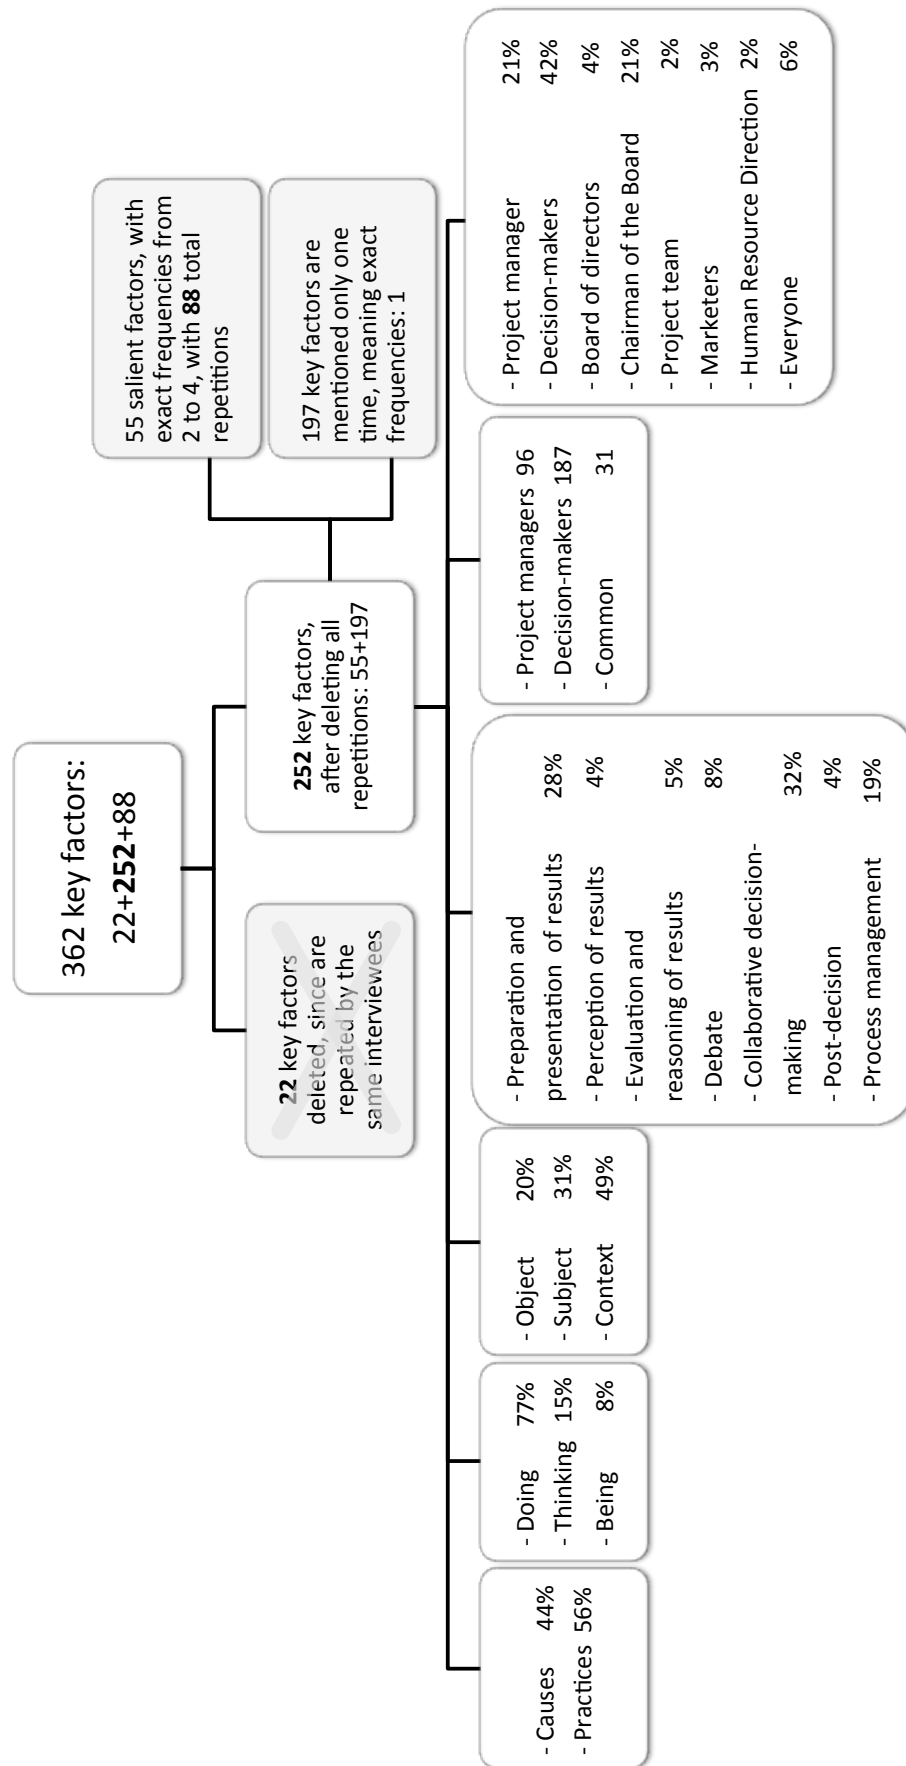 362 key factors:
22+252+88
22 key factors
deleted, since are
repeated by the
same interviewees
252 key factors,
after deleting all
repetitions: 55+197
55 salient factors, with
exact frequencies from
2 to 4, with 88 total
repetitions
197 key factors are
mentioned only one
time, meaning exact
frequencies: 1
- Causes 44%
- Practices 56%
- Doing 77%
- Thinking 15%
- Being 8%
- Object 20%
- Subject 31%
- Context 49%
- Preparation and
presentation of results 28%
- Perception of results 4%
- Evaluation and
reasoning of results 5%
- Debate 8%
- Collaborative decision-
making 32%
- Post-decision 4%
- Process management 19%
- Project managers 96
- Decision-makers 187
- Common 31
- Project manager 21%
- Decision-makers 42%
- Board of directors 4%
- Chairman of the Board 21%
- Project team 2%
- Marketers 3%
- Human Resource Direction 2%
- Everyone 6%